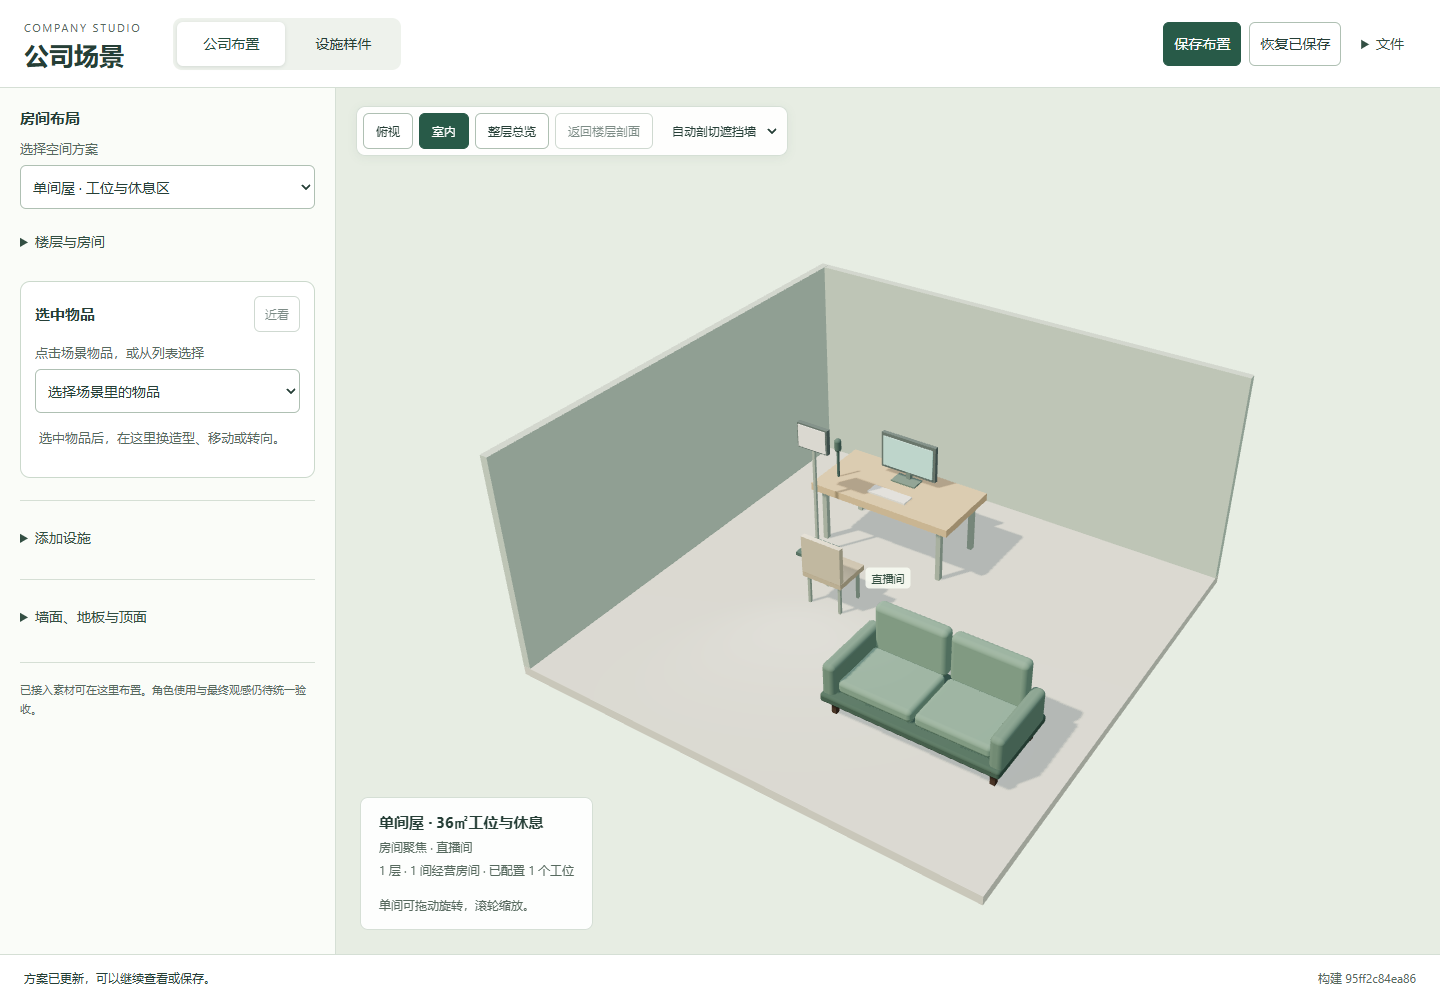 COMPANY STUDIO
公司场景
公司布置
设施样件
保存布置
恢复已保存
▶ 文件
房间布局
选择空间方案
单间屋 · 工位与休息区
▶ 楼层与房间
选中物品
近看
点击场景物品，或从列表选择
选择场景里的物品
选中物品后，在这里换造型、移动或转向。
▶ 添加设施
▶ 墙面、地板与顶面
已接入素材可在这里布置。角色使用与最终观感仍待统一验
收。
俯视
室内
整层总览
返回楼层剖面
自动剖切遮挡墙
直播间
单间屋 · 36㎡工位与休息
房间聚焦 · 直播间
1 层 · 1 间经营房间 · 已配置 1 个工位
单间可拖动旋转，滚轮缩放。
方案已更新，可以继续查看或保存。
构建 95ff2c84ea86